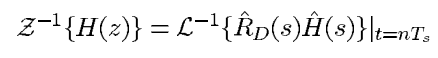 𝒵⁻¹{H(z)} = ℒ⁻¹{R̂_D(s)Ĥ(s)}|_{t=nT_s}